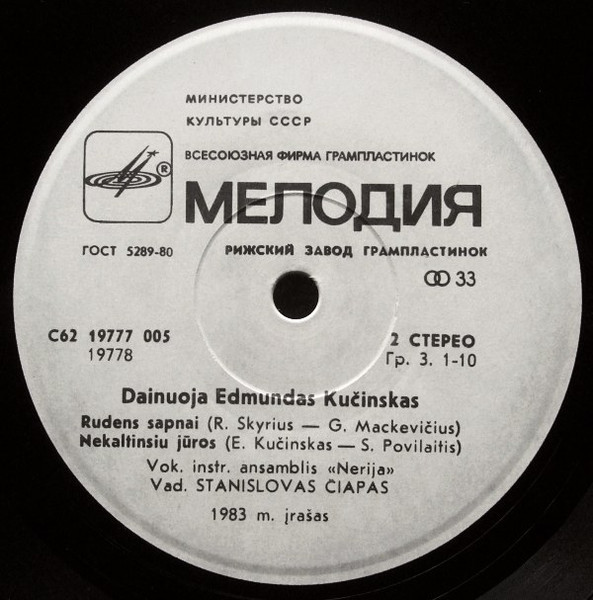 МИНИСТЕРСТВО
КУЛЬТУРЫ СССР
ВСЕСОЮЗНАЯ ФИРМА ГРАМПЛАСТИНОК
®
МЕЛОДИЯ
ГОСТ 5289-80
РИЖСКИЙ ЗАВОД ГРАМПЛАСТИНОК
33
С62 19777 005
19778
2 СТЕРЕО
Гр. 3. 1-10
Dainuoja Edmundas Kučinskas
Rudens sapnai (R. Skyrius — G. Mackevičius)
Nekaltinsiu jūros (E. Kučinskas — S. Povilaitis)
Vok. instr. ansamblis «Nerija»
Vad. STANISLOVAS ČIAPAS
1983 m. įrašas